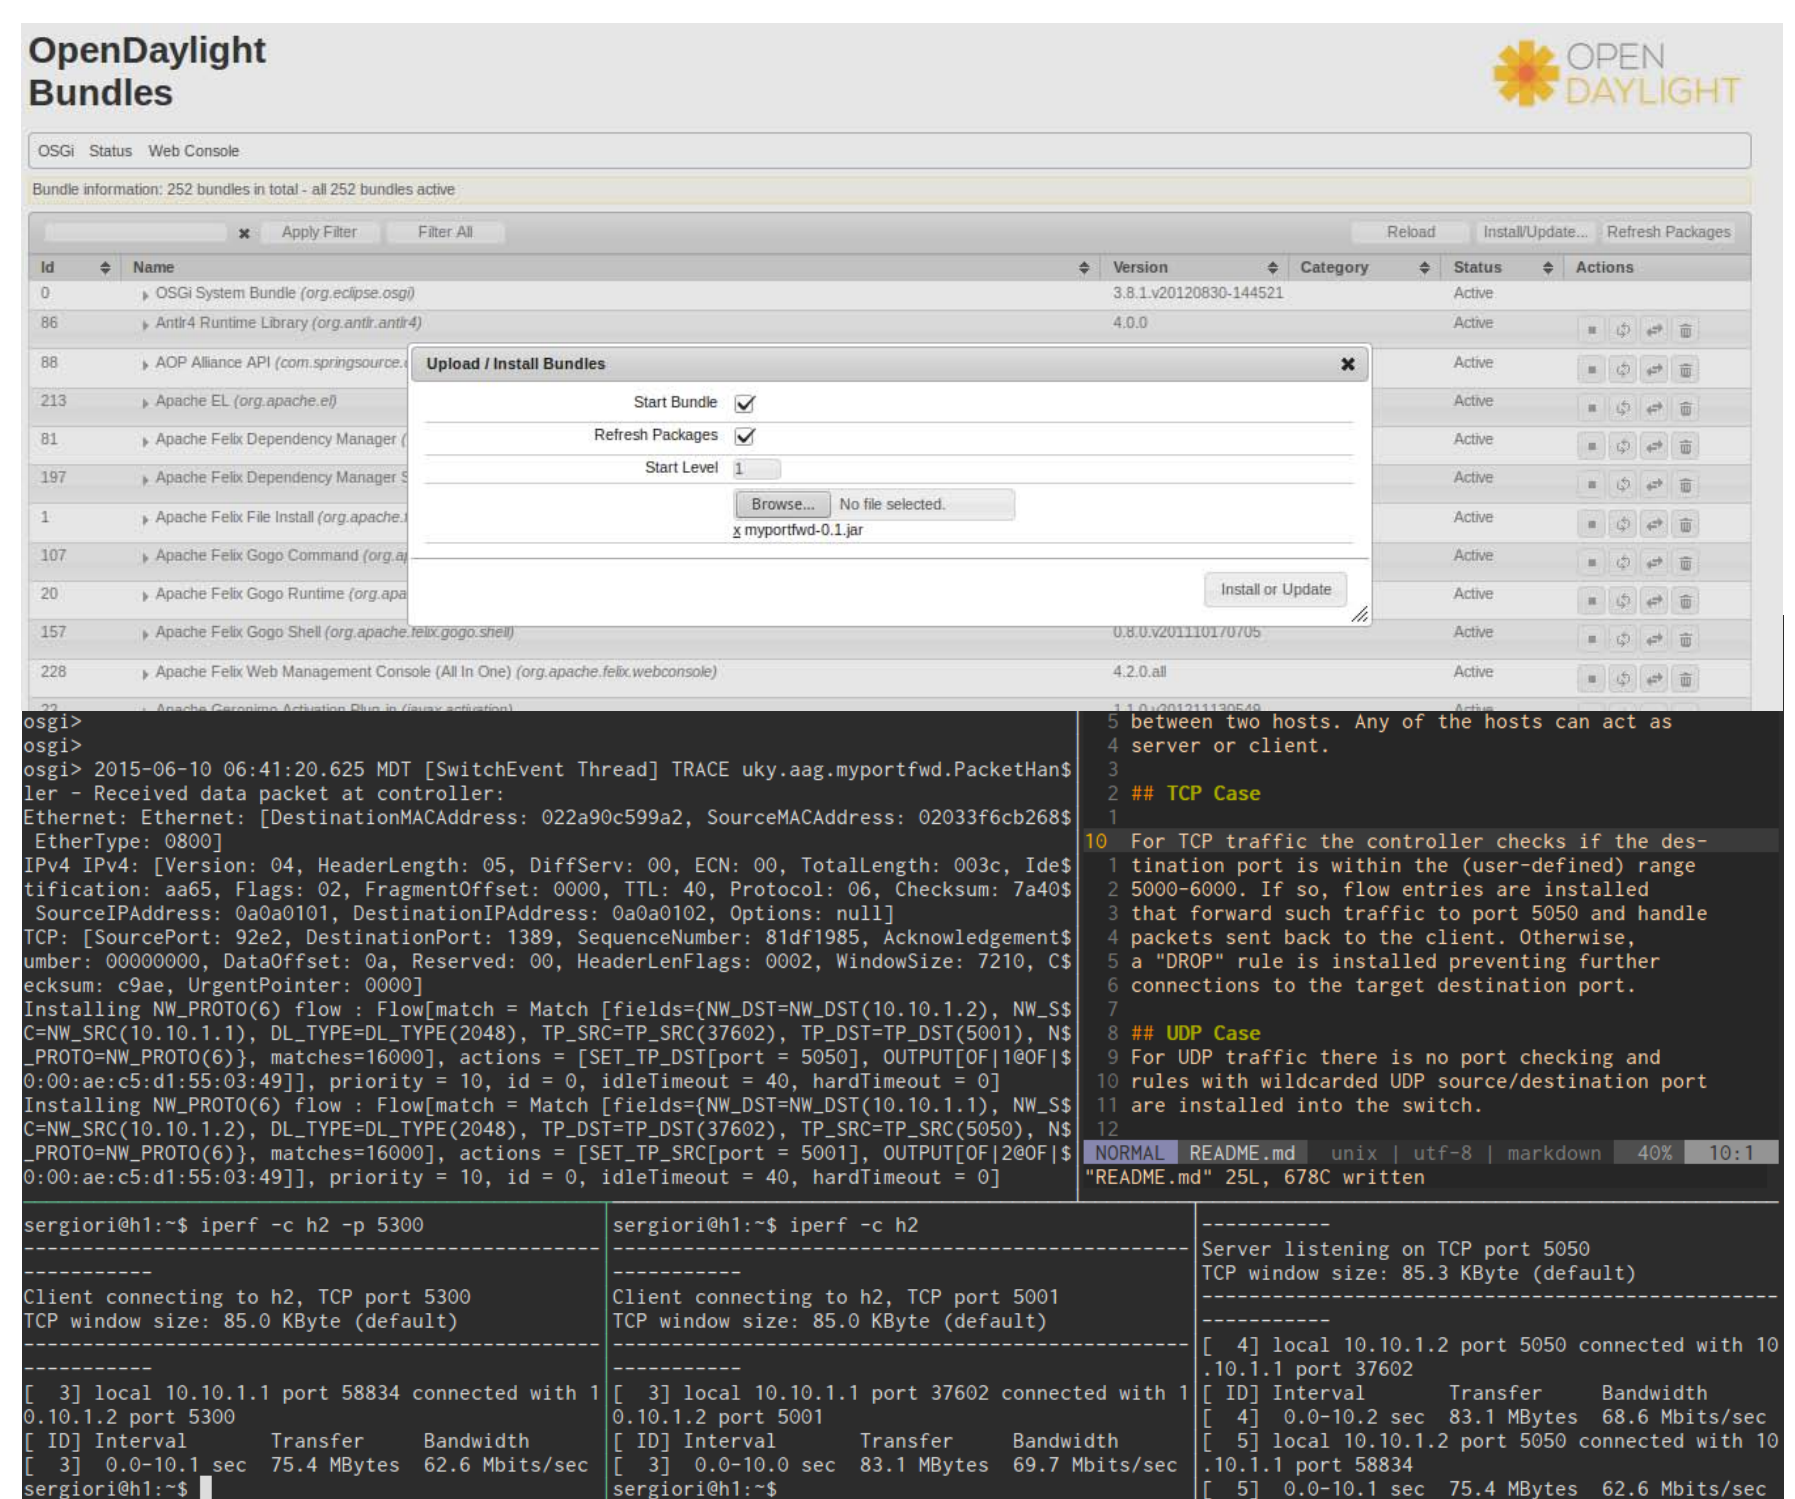 OpenDaylight
Bundles
OPEN
DAYLIGHT
OSGi Status Web Console
Bundle information: 252 bundles in total - all 252 bundles active
Apply Filter Filter All Reload Install/Update... Refresh Packages
Id Name Version Category Status Actions
0 OSGi System Bundle (org.eclipse.osgi) 3.8.1.v20120830-144521 Active
86 Antlr4 Runtime Library (org.antlr.antlr4) 4.0.0 Active
88 AOP Alliance API (com.springsource. Active
213 Apache EL (org.apache.el) Active
81 Apache Felix Dependency Manager ( Active
197 Apache Felix Dependency Manager S Active
1 Apache Felix File Install (org.apache. Active
107 Apache Felix Gogo Command (org.ap Active
20 Apache Felix Gogo Runtime (org.apa Active
157 Apache Felix Gogo Shell (org.apache.felix.gogo.shell) 0.8.0.v201110170705 Active
228 Apache Felix Web Management Console (All In One) (org.apache.felix.webconsole) 4.2.0.all Active
22 Apache Geronimo Activation Plug-in (javax.activation) 1.1.0.v201211130549 Active
Upload / Install Bundles
Start Bundle
Refresh Packages
Start Level 1
Browse... No file selected.
x myportfwd-0.1.jar
Install or Update
osgi>
osgi>
osgi> 2015-06-10 06:41:20.625 MDT [SwitchEvent Thread] TRACE uky.aag.myportfwd.PacketHan$
ler - Received data packet at controller:
Ethernet: Ethernet: [DestinationMACAddress: 022a90c599a2, SourceMACAddress: 02033f6cb268$
EtherType: 0800]
IPv4 IPv4: [Version: 04, HeaderLength: 05, DiffServ: 00, ECN: 00, TotalLength: 003c, Ide$
tification: aa65, Flags: 02, FragmentOffset: 0000, TTL: 40, Protocol: 06, Checksum: 7a40$
SourceIPAddress: 0a0a0101, DestinationIPAddress: 0a0a0102, Options: null]
TCP: [SourcePort: 92e2, DestinationPort: 1389, SequenceNumber: 81df1985, Acknowledgement$
umber: 00000000, DataOffset: 0a, Reserved: 00, HeaderLenFlags: 0002, WindowSize: 7210, C$
ecksum: c9ae, UrgentPointer: 0000]
Installing NW_PROTO(6) flow : Flow[match = Match [fields={NW_DST=NW_DST(10.10.1.2), NW_S$
C=NW_SRC(10.10.1.1), DL_TYPE=DL_TYPE(2048), TP_SRC=TP_SRC(37602), TP_DST=TP_DST(5001), N$
_PROTO=NW_PROTO(6)}, matches=16000], actions = [SET_TP_DST[port = 5050], OUTPUT[OF|1@OF|$
0:00:ae:c5:d1:55:03:49]], priority = 10, id = 0, idleTimeout = 40, hardTimeout = 0]
Installing NW_PROTO(6) flow : Flow[match = Match [fields={NW_DST=NW_DST(10.10.1.1), NW_S$
C=NW_SRC(10.10.1.2), DL_TYPE=DL_TYPE(2048), TP_DST=TP_DST(37602), TP_SRC=TP_SRC(5050), N$
_PROTO=NW_PROTO(6)}, matches=16000], actions = [SET_TP_SRC[port = 5001], OUTPUT[OF|2@OF|$
0:00:ae:c5:d1:55:03:49]], priority = 10, id = 0, idleTimeout = 40, hardTimeout = 0]
5 between two hosts. Any of the hosts can act as
4 server or client.
3
2 ## TCP Case
1
10 For TCP traffic the controller checks if the des-
1 tination port is within the (user-defined) range
2 5000-6000. If so, flow entries are installed
3 that forward such traffic to port 5050 and handle
4 packets sent back to the client. Otherwise,
5 a "DROP" rule is installed preventing further
6 connections to the target destination port.
7
8 ## UDP Case
9 For UDP traffic there is no port checking and
10 rules with wildcarded UDP source/destination port
11 are installed into the switch.
12
NORMAL README.md unix | utf-8 | markdown 40% 10:1
"README.md" 25L, 678C written
sergiori@h1:~$ iperf -c h2 -p 5300
-------------------------------------------------
-----------
Client connecting to h2, TCP port 5300
TCP window size: 85.0 KByte (default)
-------------------------------------------------
-----------
[ 3] local 10.10.1.1 port 58834 connected with 1
0.10.1.2 port 5300
[ ID] Interval Transfer Bandwidth
[ 3] 0.0-10.1 sec 75.4 MBytes 62.6 Mbits/sec
sergiori@h1:~$
sergiori@h1:~$ iperf -c h2
-------------------------------------------------
-----------
Client connecting to h2, TCP port 5001
TCP window size: 85.0 KByte (default)
-------------------------------------------------
-----------
[ 3] local 10.10.1.1 port 37602 connected with 1
0.10.1.2 port 5001
[ ID] Interval Transfer Bandwidth
[ 3] 0.0-10.0 sec 83.1 MBytes 69.7 Mbits/sec
sergiori@h1:~$
-----------
Server listening on TCP port 5050
TCP window size: 85.3 KByte (default)
-------------------------------------------------
-----------
[ 4] local 10.10.1.2 port 5050 connected with 10
.10.1.1 port 37602
[ ID] Interval Transfer Bandwidth
[ 4] 0.0-10.2 sec 83.1 MBytes 68.6 Mbits/sec
[ 5] local 10.10.1.2 port 5050 connected with 10
.10.1.1 port 58834
[ 5] 0.0-10.1 sec 75.4 MBytes 62.6 Mbits/sec